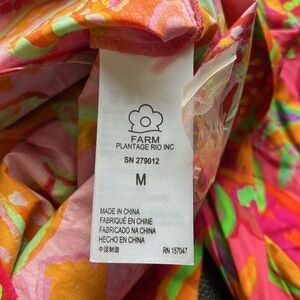 FARM
PLANTAGE RIO INC
SN 279012
M
MADE IN CHINA
FABRIQUÉ EN CHINE
FABRICADO NA CHINA
HECHO EN CHINA
中国制造
RN 157047